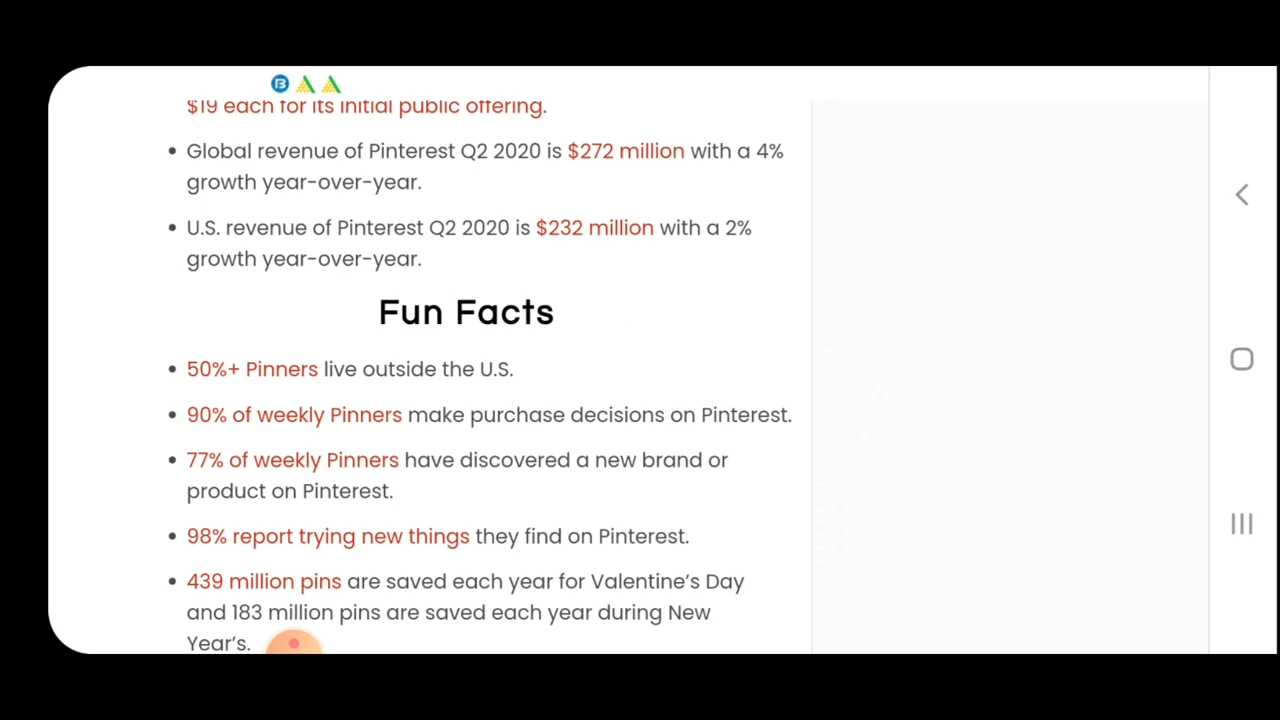 $19 each for its initial public offering.
Global revenue of Pinterest Q2 2020 is $272 million with a 4%
growth year-over-year.
U.S. revenue of Pinterest Q2 2020 is $232 million with a 2%
growth year-over-year.
Fun Facts
50%+ Pinners live outside the U.S.
90% of weekly Pinners make purchase decisions on Pinterest.
77% of weekly Pinners have discovered a new brand or
product on Pinterest.
98% report trying new things they find on Pinterest.
439 million pins are saved each year for Valentine's Day
and 183 million pins are saved each year during New
Year's.